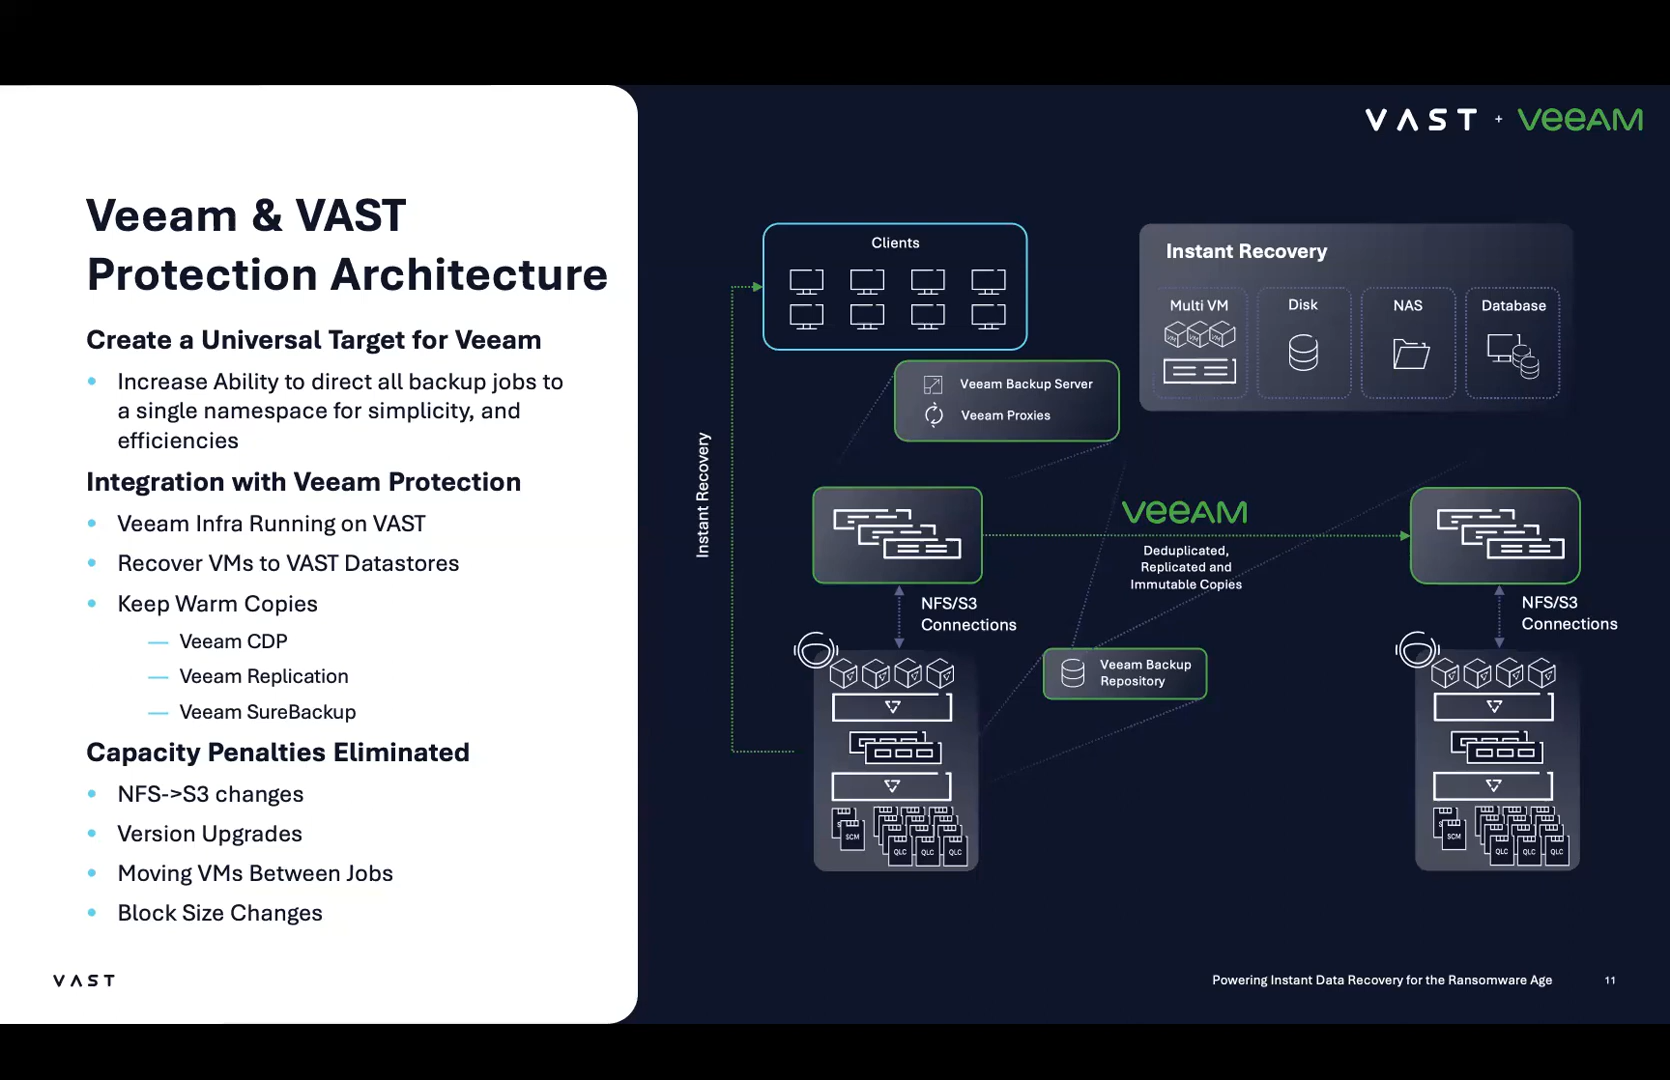 VAST + veeAM
Veeam & VAST
Protection Architecture
Create a Universal Target for Veeam
Increase Ability to direct all backup jobs to
a single namespace for simplicity, and
efficiencies
Integration with Veeam Protection
Veeam Infra Running on VAST
Recover VMs to VAST Datastores
Keep Warm Copies
— Veeam CDP
— Veeam Replication
— Veeam SureBackup
Capacity Penalties Eliminated
NFS->S3 changes
Version Upgrades
Moving VMs Between Jobs
Block Size Changes
VAST
Clients
Instant Recovery
Multi VM
Disk
NAS
Database
Veeam Backup Server
Veeam Proxies
Instant Recovery
veeAM
Deduplicated,
Replicated and
Immutable Copies
NFS/S3
Connections
NFS/S3
Connections
Veeam Backup
Repository
SCM
QLC QLC QLC
SCM
QLC QLC QLC
Powering Instant Data Recovery for the Ransomware Age
11